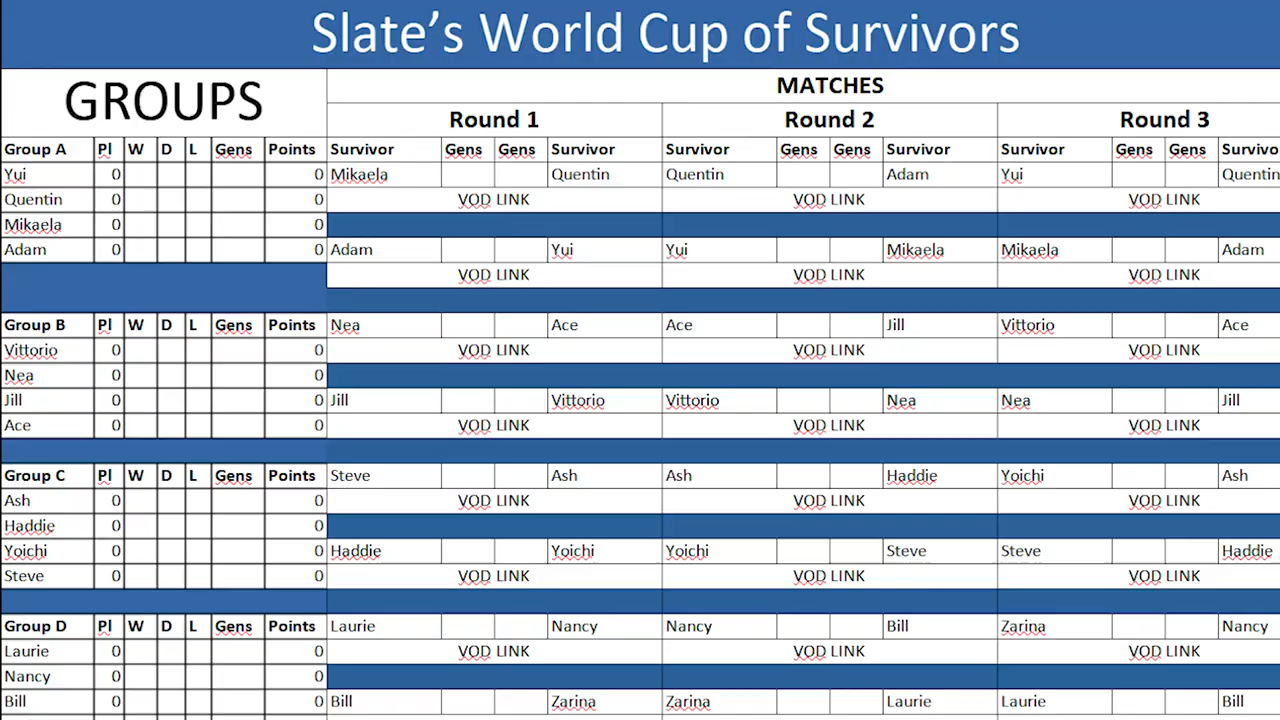 Slate's World Cup of Survivors
GROUPS
MATCHES
Round 1 Round 2 Round 3
Group A Pl W D L Gens Points Survivor Gens Gens Survivor Survivor Gens Gens Survivor Survivor Gens Gens Survivo
Yui 0 0 Mikaela Quentin Quentin Adam Yui Quentin
Quentin 0 0 VOD LINK VOD LINK VOD LINK
Mikaela 0 0
Adam 0 0 Adam Yui Yui Mikaela Mikaela Adam
VOD LINK VOD LINK VOD LINK
Group B Pl W D L Gens Points Nea Ace Ace Jill Vittorio Ace
Vittorio 0 0 VOD LINK VOD LINK VOD LINK
Nea 0 0
Jill 0 0 Jill Vittorio Vittorio Nea Nea Jill
Ace 0 0 VOD LINK VOD LINK VOD LINK
Group C Pl W D L Gens Points Steve Ash Ash Haddie Yoichi Ash
Ash 0 0 VOD LINK VOD LINK VOD LINK
Haddie 0 0
Yoichi 0 0 Haddie Yoichi Yoichi Steve Steve Haddie
Steve 0 0 VOD LINK VOD LINK VOD LINK
Group D Pl W D L Gens Points Laurie Nancy Nancy Bill Zarina Nancy
Laurie 0 0 VOD LINK VOD LINK VOD LINK
Nancy 0 0
Bill 0 0 Bill Zarina Zarina Laurie Laurie Bill